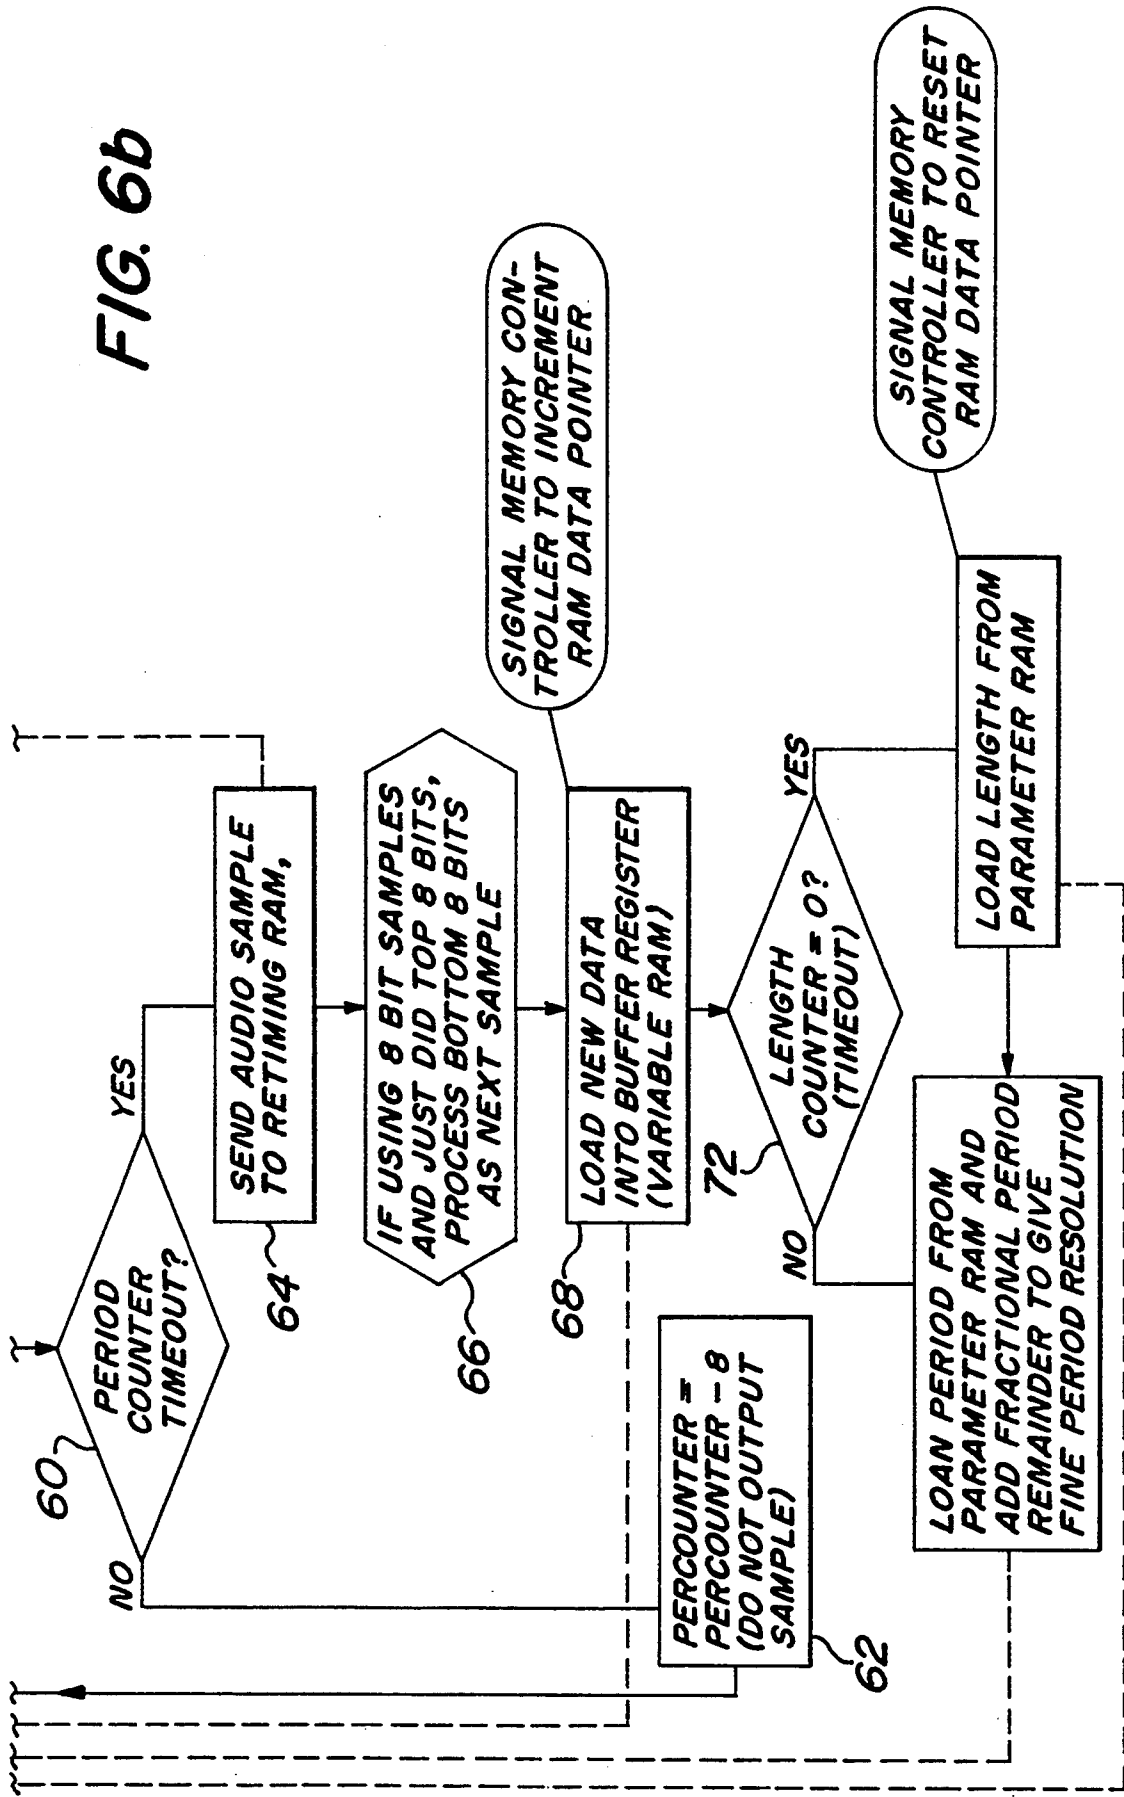 FIG. 6b
60
PERIOD
COUNTER
TIMEOUT?
NO
YES
SEND AUDIO SAMPLE
TO RETIMING RAM,
64
IF USING 8 BIT SAMPLES
AND JUST DID TOP 8 BITS,
PROCESS BOTTOM 8 BITS
AS NEXT SAMPLE
66
SIGNAL MEMORY CON-
TROLLER TO INCREMENT
RAM DATA POINTER
LOAD NEW DATA
INTO BUFFER REGISTER
(VARIABLE RAM)
68
PERCOUNTER =
PERCOUNTER - 8
(DO NOT OUTPUT
SAMPLE)
62
72
LENGTH
COUNTER = 0?
(TIMEOUT)
NO
YES
SIGNAL MEMORY
CONTROLLER TO RESET
RAM DATA POINTER
LOAD LENGTH FROM
PARAMETER RAM
LOAN PERIOD FROM
PARAMETER RAM AND
ADD FRACTIONAL PERIOD
REMAINDER TO GIVE
FINE PERIOD RESOLUTION